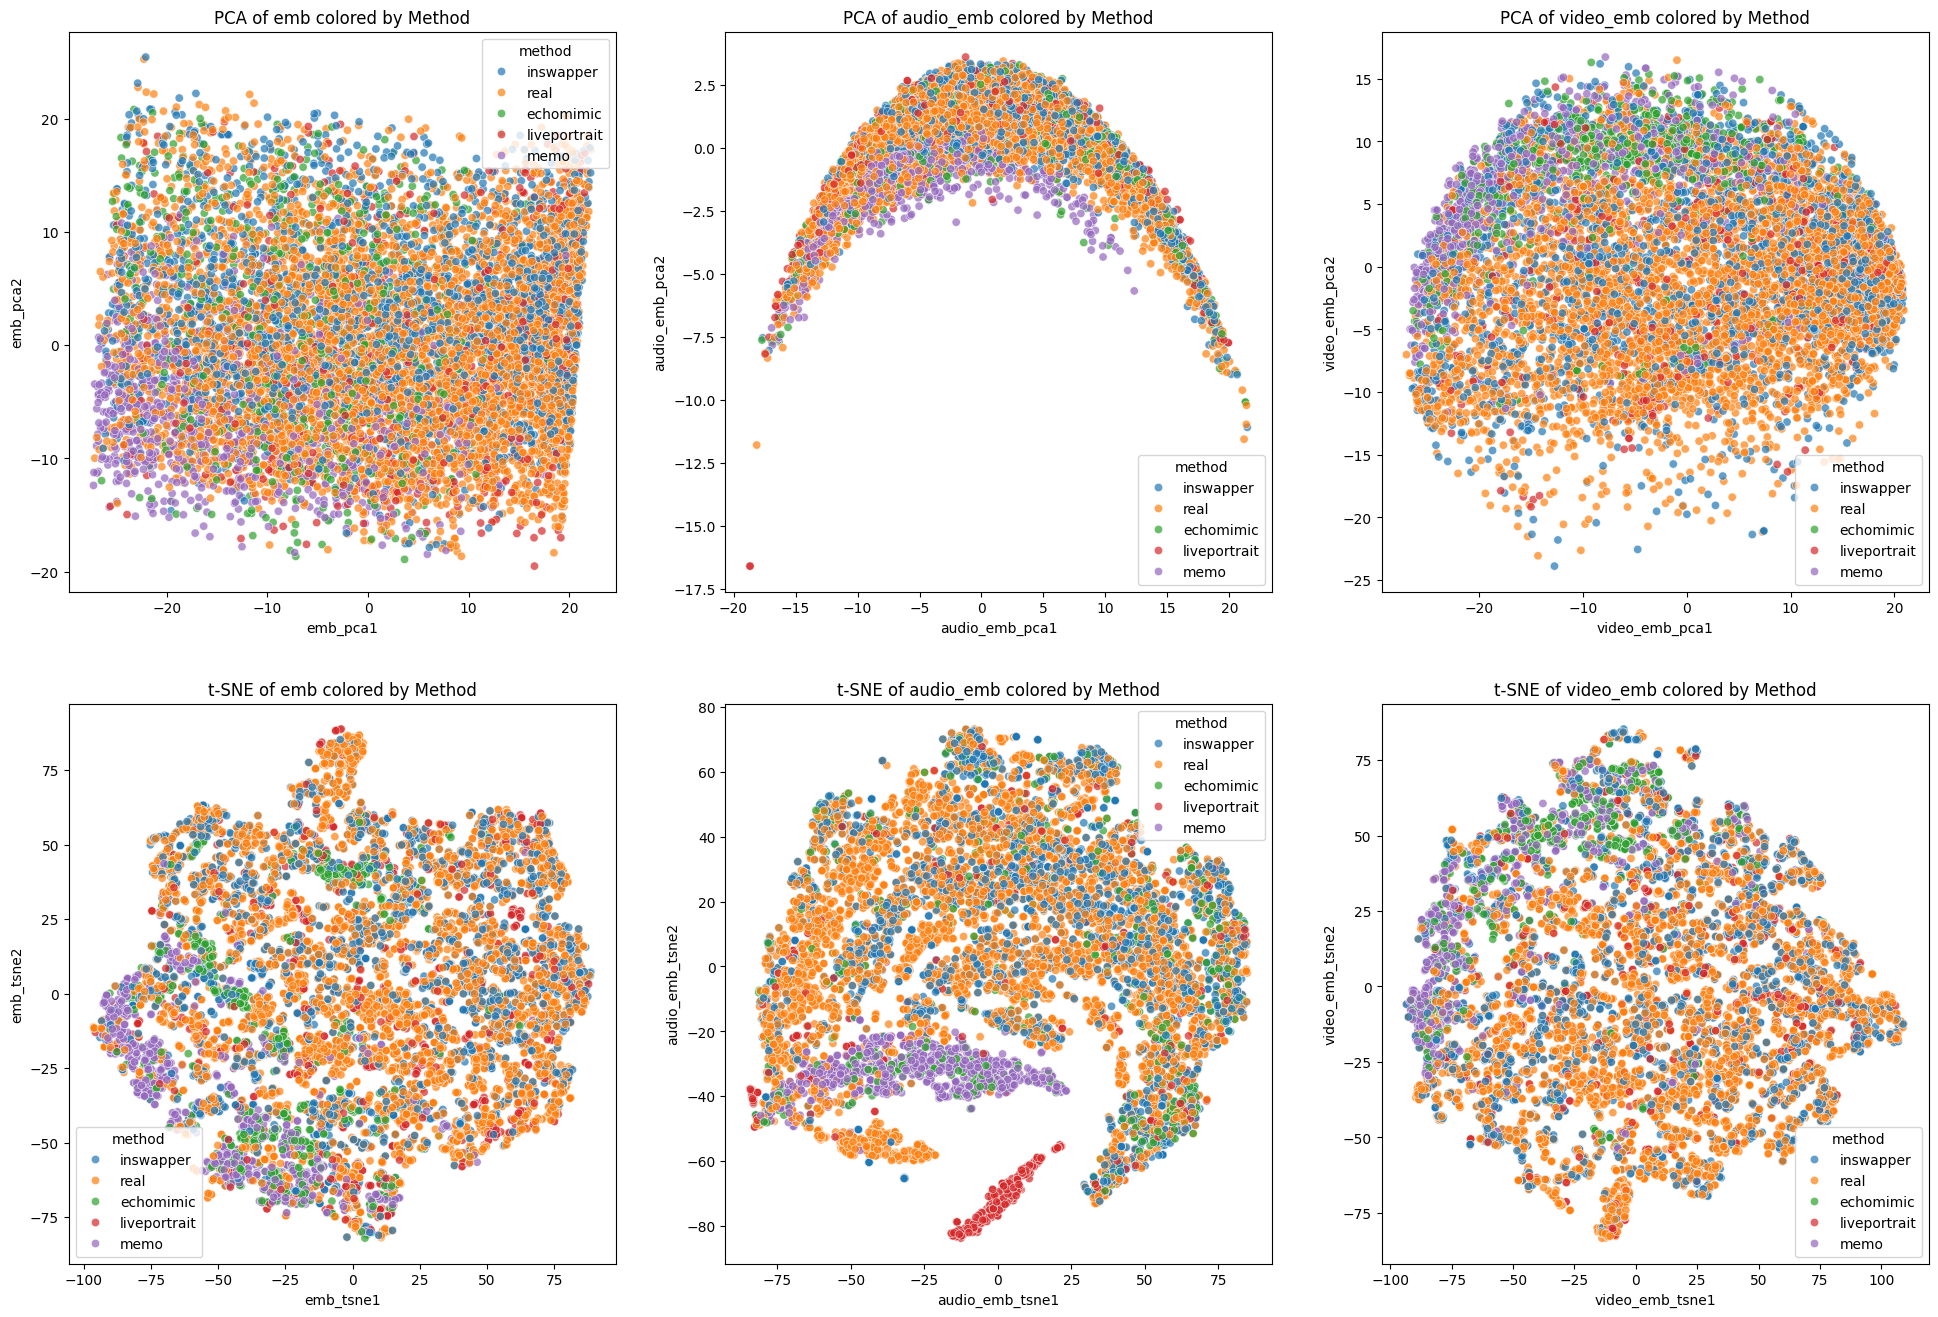 PCA of emb colored by Method
method
inswapper
real
echomimic
liveportrait
memo
20
10
0
−10
−20
emb_pca2
−20 −10 0 10 20
emb_pca1
PCA of audio_emb colored by Method
2.5
0.0
−2.5
−5.0
−7.5
−10.0
−12.5
−15.0
−17.5
audio_emb_pca2
method
inswapper
real
echomimic
liveportrait
memo
−20 −15 −10 −5 0 5 10 15 20
audio_emb_pca1
PCA of video_emb colored by Method
15
10
5
0
−5
−10
−15
−20
−25
video_emb_pca2
method
inswapper
real
echomimic
liveportrait
memo
−20 −10 0 10 20
video_emb_pca1
t-SNE of emb colored by Method
75
50
25
0
−25
−50
−75
emb_tsne2
method
inswapper
real
echomimic
liveportrait
memo
−100 −75 −50 −25 0 25 50 75
emb_tsne1
t-SNE of audio_emb colored by Method
method
inswapper
real
echomimic
liveportrait
memo
80
60
40
20
0
−20
−40
−60
−80
audio_emb_tsne2
−75 −50 −25 0 25 50 75
audio_emb_tsne1
t-SNE of video_emb colored by Method
75
50
25
0
−25
−50
−75
video_emb_tsne2
method
inswapper
real
echomimic
liveportrait
memo
−100 −75 −50 −25 0 25 50 75 100
video_emb_tsne1